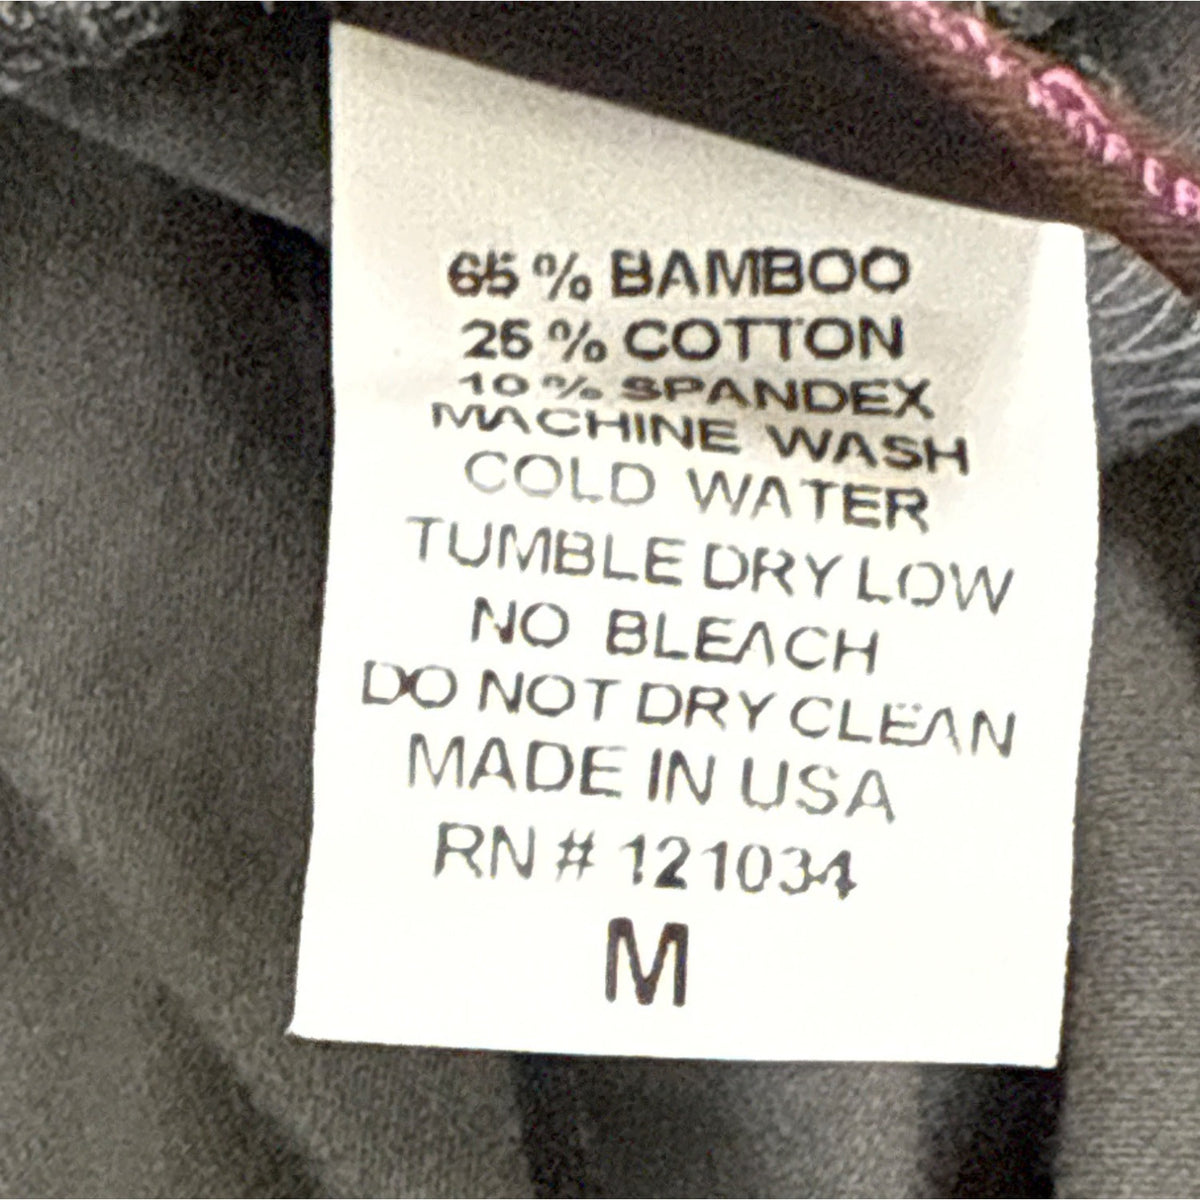 65 % BAMBOO
25 % COTTON
10 % SPANDEX
MACHINE WASH
COLD WATER
TUMBLE DRY LOW
NO BLEACH
DO NOT DRY CLEAN
MADE IN USA
RN # 121034
M